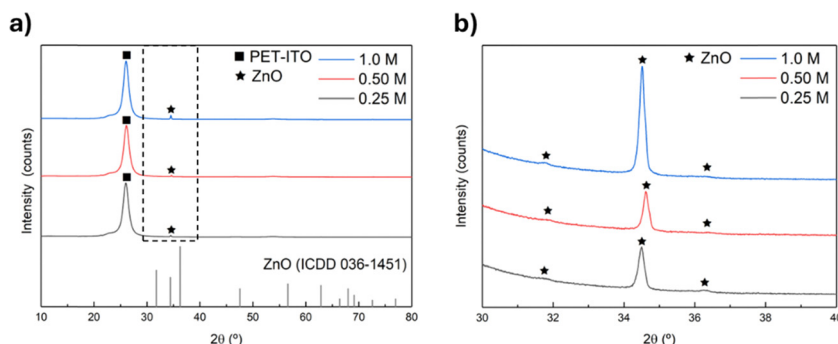 a)
■ PET-ITO
★ ZnO
1.0 M
0.50 M
0.25 M
Intensity (counts)
ZnO (ICDD 036-1451)
10 20 30 40 50 60 70 80
2θ (º)
b)
★ ZnO
1.0 M
0.50 M
0.25 M
Intensity (counts)
30 32 34 36 38 40
2θ (º)